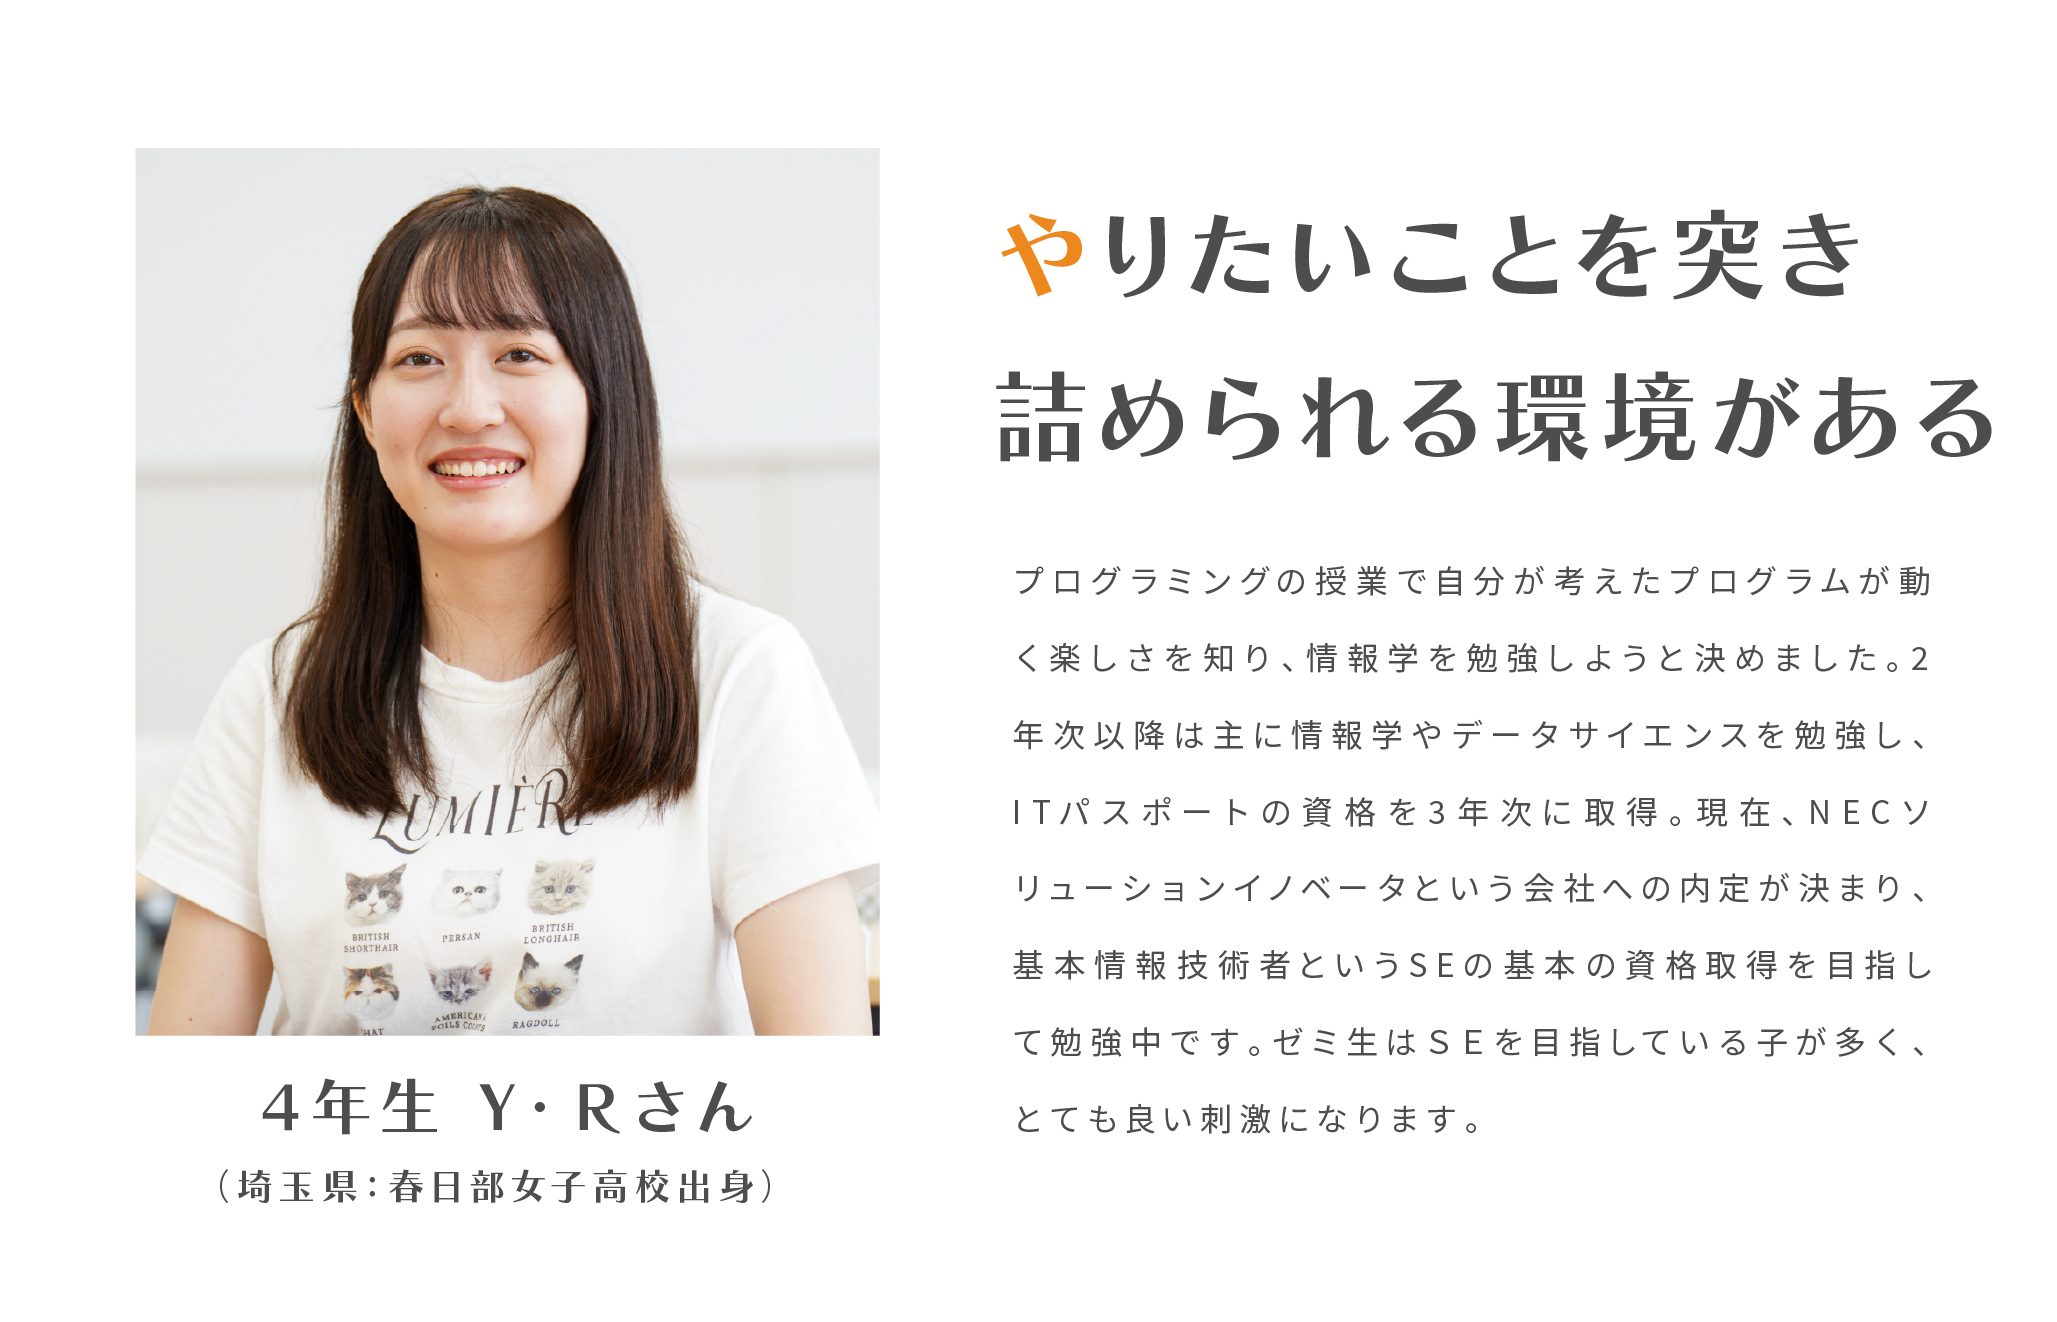 やりたいことを突き
詰められる環境がある
プログラミングの授業で自分が考えたプログラムが動
く楽しさを知り、情報学を勉強しようと決めました。2
年次以降は主に情報学やデータサイエンスを勉強し、
ITパスポートの資格を3年次に取得。現在、NECソ
リューションイノベータという会社への内定が決まり、
基本情報技術者というSEの基本の資格取得を目指し
て勉強中です。ゼミ生はＳＥを目指している子が多く、
とても良い刺激になります。
LUMIÈRE
BRITISH
SHORTHAIR
PERSAN
BRITISH
LONGHAIR
AMERICAN
POILS COURTS
RAGDOLL
４年生 Y・Rさん
（埼玉県：春日部女子高校出身）